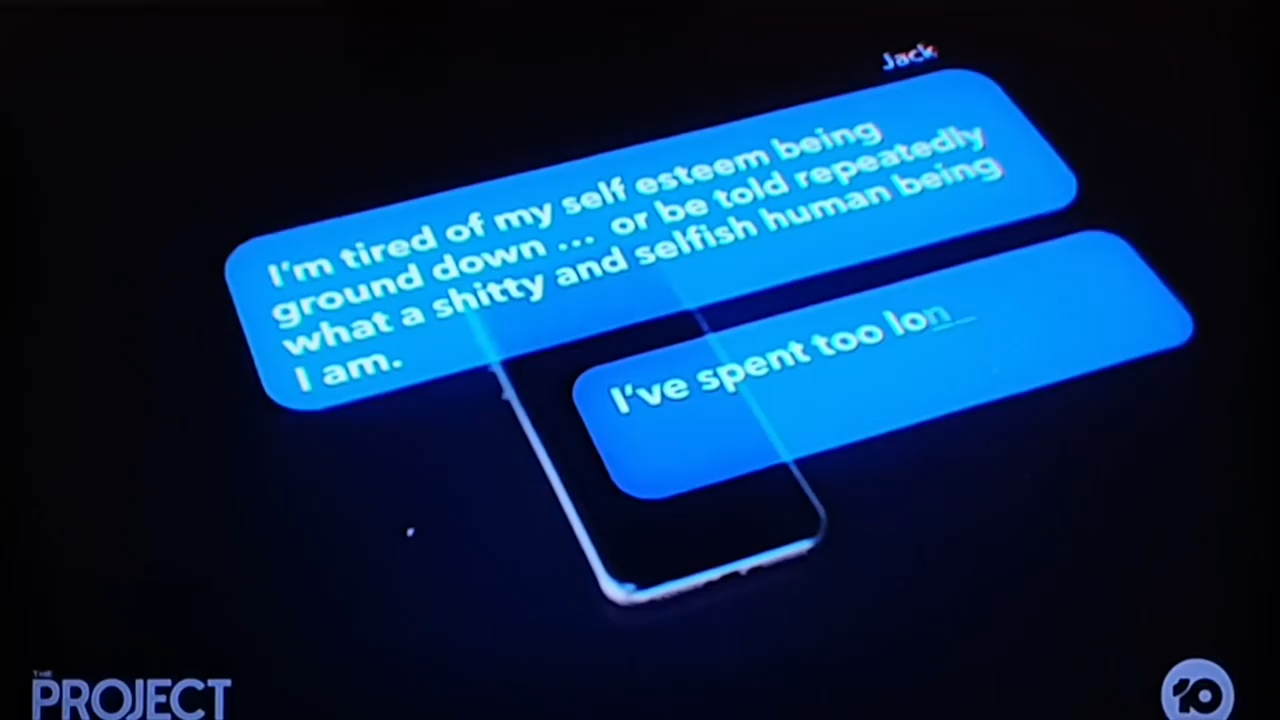 Jack
I'm tired of my self esteem being
ground down ... or be told repeatedly
what a shitty and selfish human being
I am.
I've spent too lon_
THE
PROJECT
10